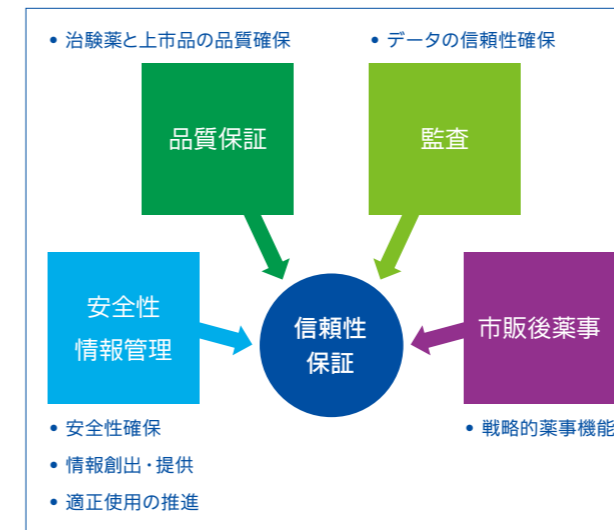 • 治験薬と上市品の品質確保
• データの信頼性確保
品質保証
監査
安全性
情報管理
信頼性
保証
市販後薬事
• 安全性確保
• 情報創出・提供
• 適正使用の推進
• 戦略的薬事機能